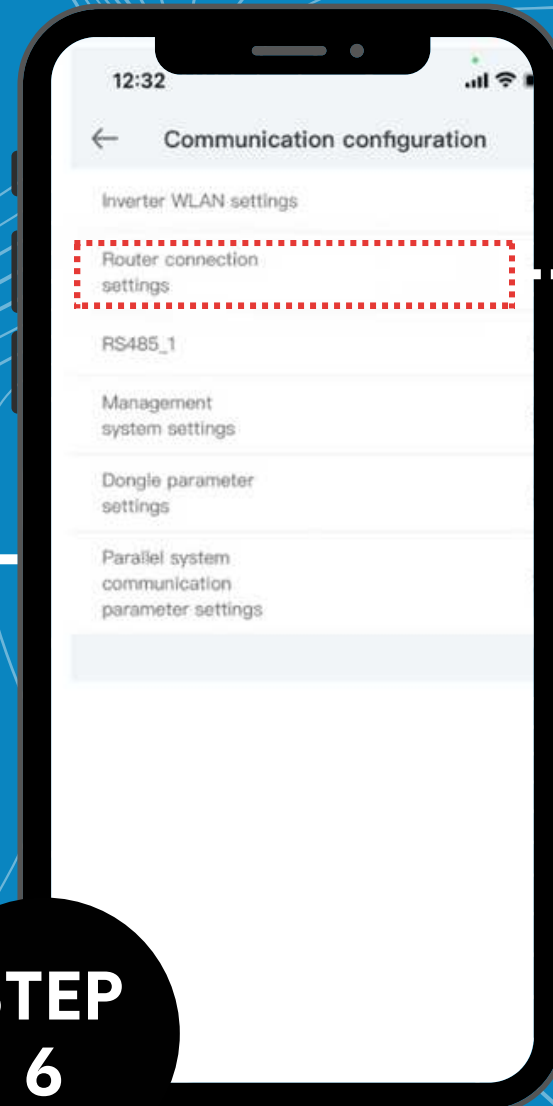 12:32
Communication configuration
Inverter WLAN settings
Router connection
settings
RS485_1
Management
system settings
Dongle parameter
settings
Parallel system
communication
parameter settings
STEP
6